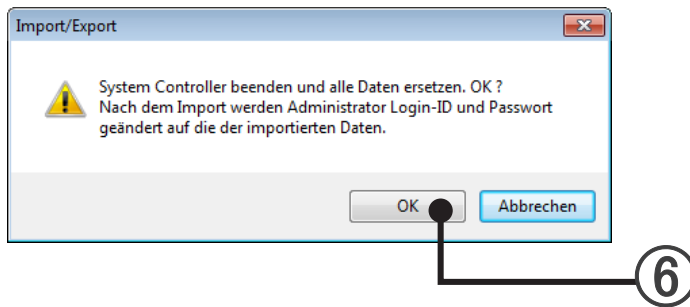 Import/Export
System Controller beenden und alle Daten ersetzen. OK ?
Nach dem Import werden Administrator Login-ID und Passwort
geändert auf die der importierten Daten.
OK
Abbrechen
6